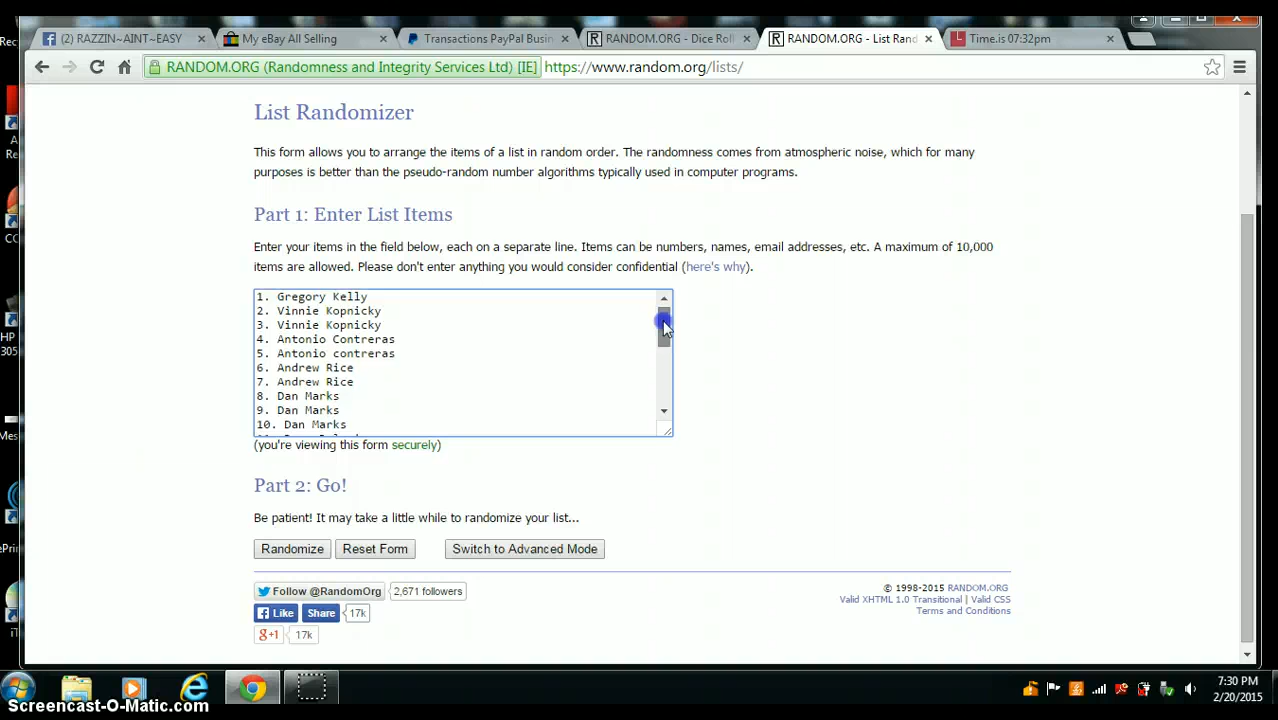 (2) RAZZIN~AINT~EASY
My eBay All Selling
Transactions PayPal Busin
RANDOM.ORG - Dice Roll
RANDOM.ORG - List Rand
Time.is 07:32pm
RANDOM.ORG (Randomness and Integrity Services Ltd) [IE]
https://www.random.org/lists/
List Randomizer
This form allows you to arrange the items of a list in random order. The randomness comes from atmospheric noise, which for many
purposes is better than the pseudo-random number algorithms typically used in computer programs.
Part 1: Enter List Items
Enter your items in the field below, each on a separate line. Items can be numbers, names, email addresses, etc. A maximum of 10,000
items are allowed. Please don't enter anything you would consider confidential (here's why).
1. Gregory Kelly
2. Vinnie Kopnicky
3. Vinnie Kopnicky
4. Antonio Contreras
5. Antonio contreras
6. Andrew Rice
7. Andrew Rice
8. Dan Marks
9. Dan Marks
10. Dan Marks
(you're viewing this form securely)
Part 2: Go!
Be patient! It may take a little while to randomize your list...
Randomize
Reset Form
Switch to Advanced Mode
Follow @RandomOrg
2,671 followers
Like
Share
17k
g+1
17k
© 1998-2015 RANDOM.ORG
Valid XHTML 1.0 Transitional | Valid CSS
Terms and Conditions
HP
305
7:30 PM
2/20/2015
Screencast-O-Matic.com